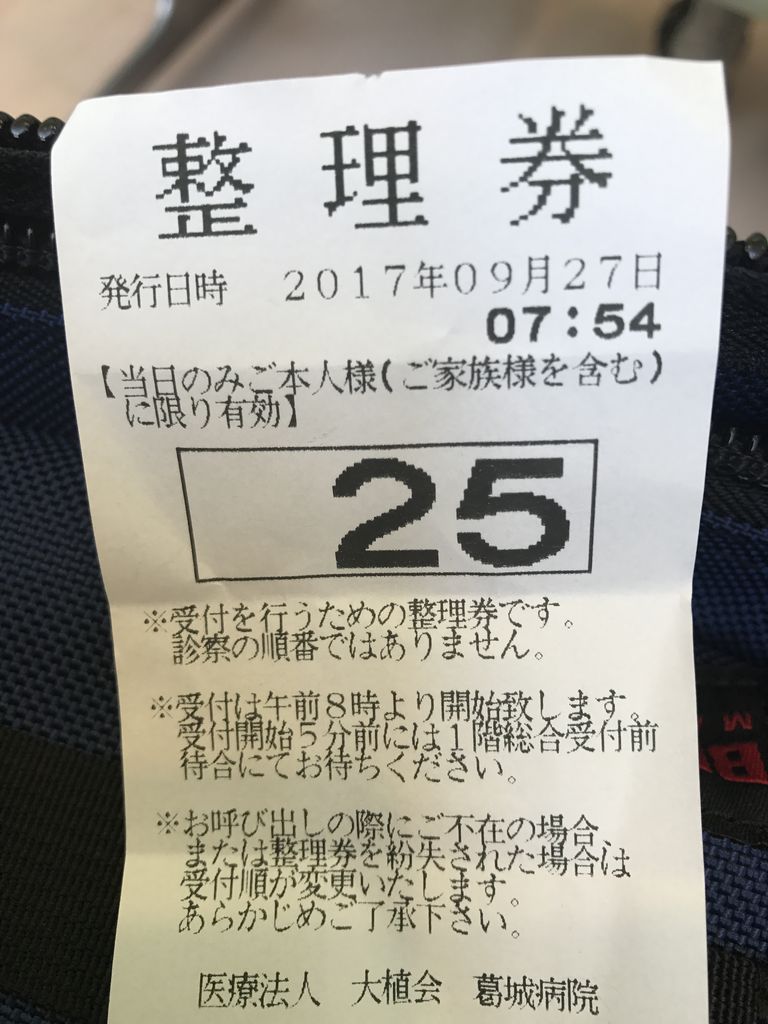 整理券
発行日時 2017年09月27日
07:54
【当日のみご本人様(ご家族様を含む)
に限り有効】
25
※受付を行うための整理券です。
診察の順番ではありません。
※受付は午前8時より開始致します。
受付開始5分前には1階総合受付前
待合にてお待ちください。
※お呼び出しの際にご不在の場合、
または整理券を紛失された場合は
受付順が変更いたします。
あらかじめご了承下さい。
医療法人 大植会 葛城病院